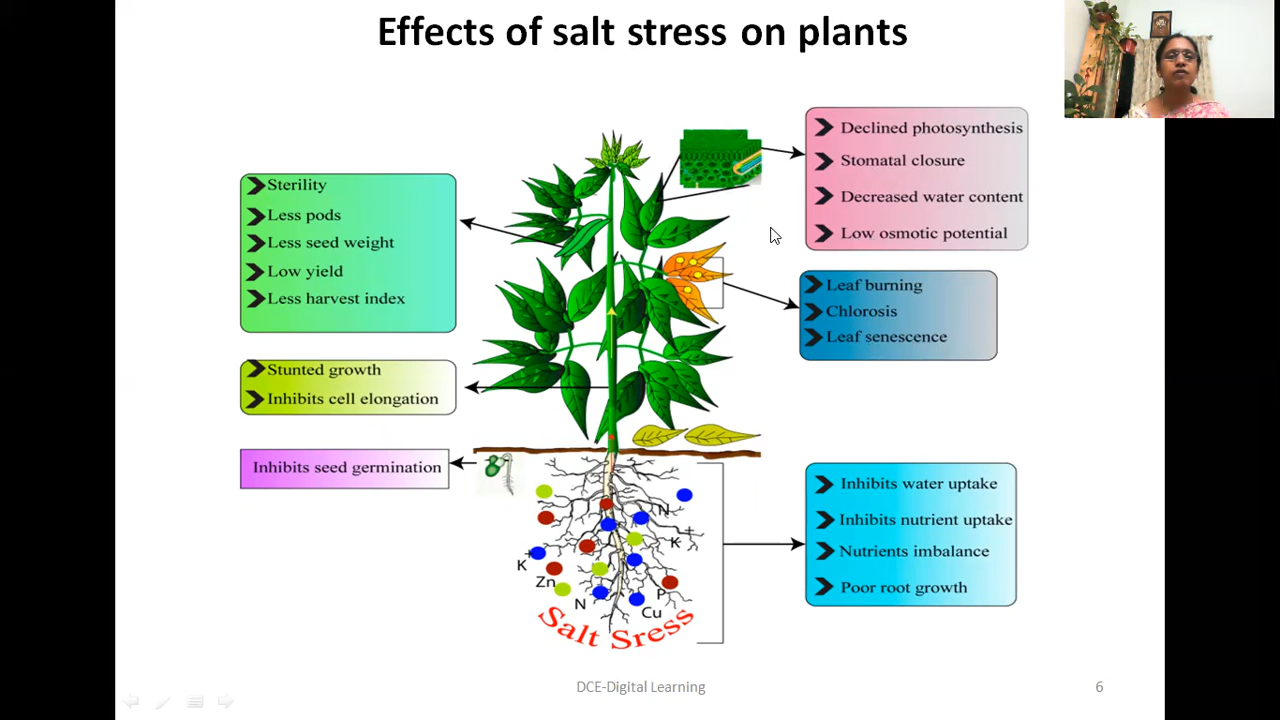 Effects of salt stress on plants
Sterility
Less pods
Less seed weight
Low yield
Less harvest index
Stunted growth
Inhibits cell elongation
Inhibits seed germination
Declined photosynthesis
Stomatal closure
Decreased water content
Low osmotic potential
Leaf burning
Chlorosis
Leaf senescence
Inhibits water uptake
Inhibits nutrient uptake
Nutrients imbalance
Poor root growth
N
K+
K+
Zn
N
P
Cu
Salt Sress
DCE-Digital Learning
6